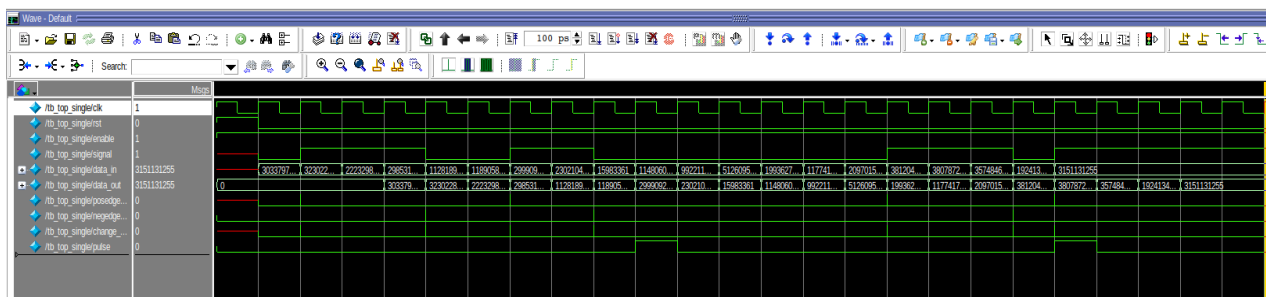 Wave - Default
100 ps
Search:
Msgs
/tb_top_single/clk 1
/tb_top_single/rst 0
/tb_top_single/enable 1
/tb_top_single/signal 1
/tb_top_single/data_in 3151131255 3033797... 323022... 2223298... 298531... 1128189... 1189058... 299909... 2302104... 15983361 1148060... 992211... 5126095... 1993627... 117741... 2097015... 381204... 3807872... 3574846... 192413... 3151131255
/tb_top_single/data_out 3151131255 0 303379... 3230228... 2223298... 298531... 1128189... 118905... 2999092... 230210... 15983361 1148060... 992211... 5126095... 199362... 1177417... 2097015... 381204... 3807872... 357484... 1924134... 3151131255
/tb_top_single/posedge... 0
/tb_top_single/negedge... 0
/tb_top_single/change_... 0
/tb_top_single/pulse 0